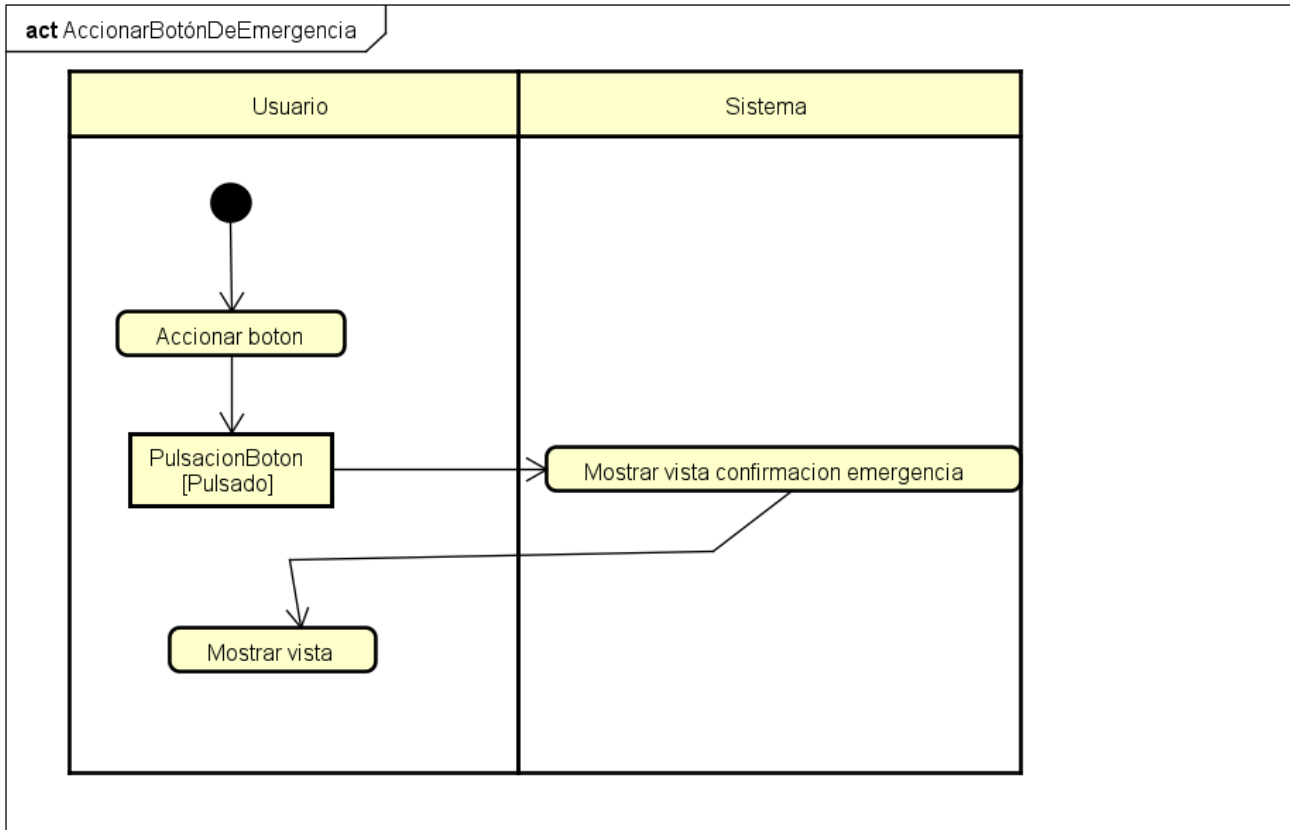 act AccionarBotónDeEmergencia
Usuario
Sistema
Accionar boton
PulsacionBoton
[Pulsado]
Mostrar vista confirmacion emergencia
Mostrar vista